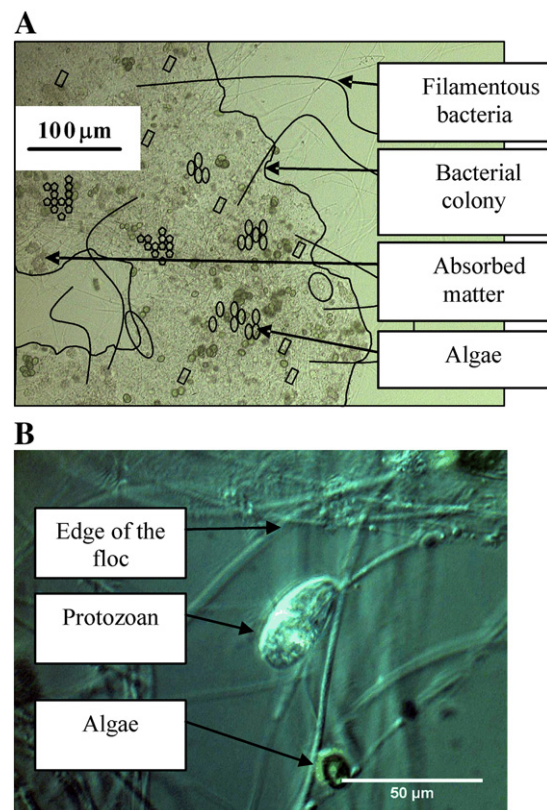 A
100 µm
Filamentous
bacteria
Bacterial
colony
Absorbed
matter
Algae
B
Edge of the
floc
Protozoan
Algae
50 µm